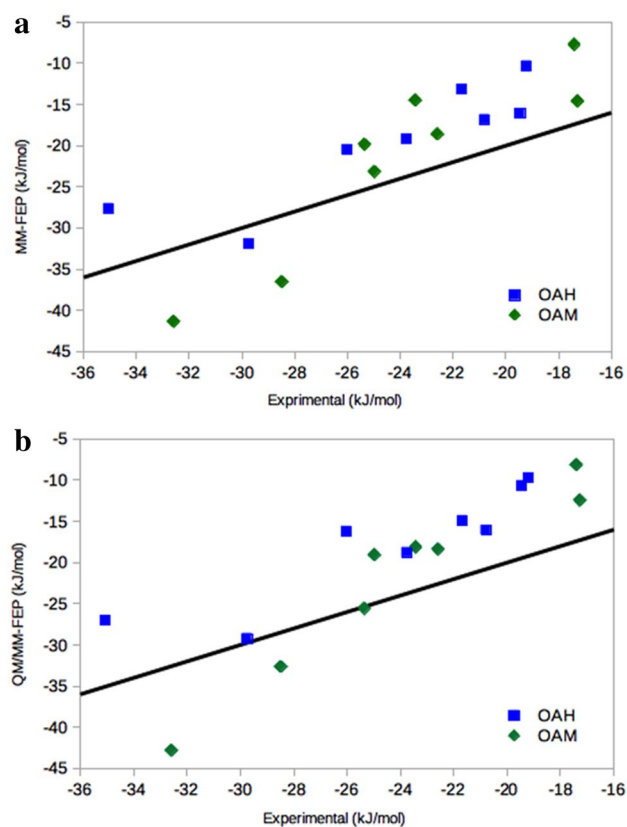 a
MM-FEP (kJ/mol)
-5
-10
-15
-20
-25
-30
-35
-40
-45
OAH
OAM
-36 -34 -32 -30 -28 -26 -24 -22 -20 -18 -16
Exprimental (kJ/mol)
b
QM/MM-FEP (kJ/mol)
-5
-10
-15
-20
-25
-30
-35
-40
-45
OAH
OAM
-36 -34 -32 -30 -28 -26 -24 -22 -20 -18 -16
Experimental (kJ/mol)